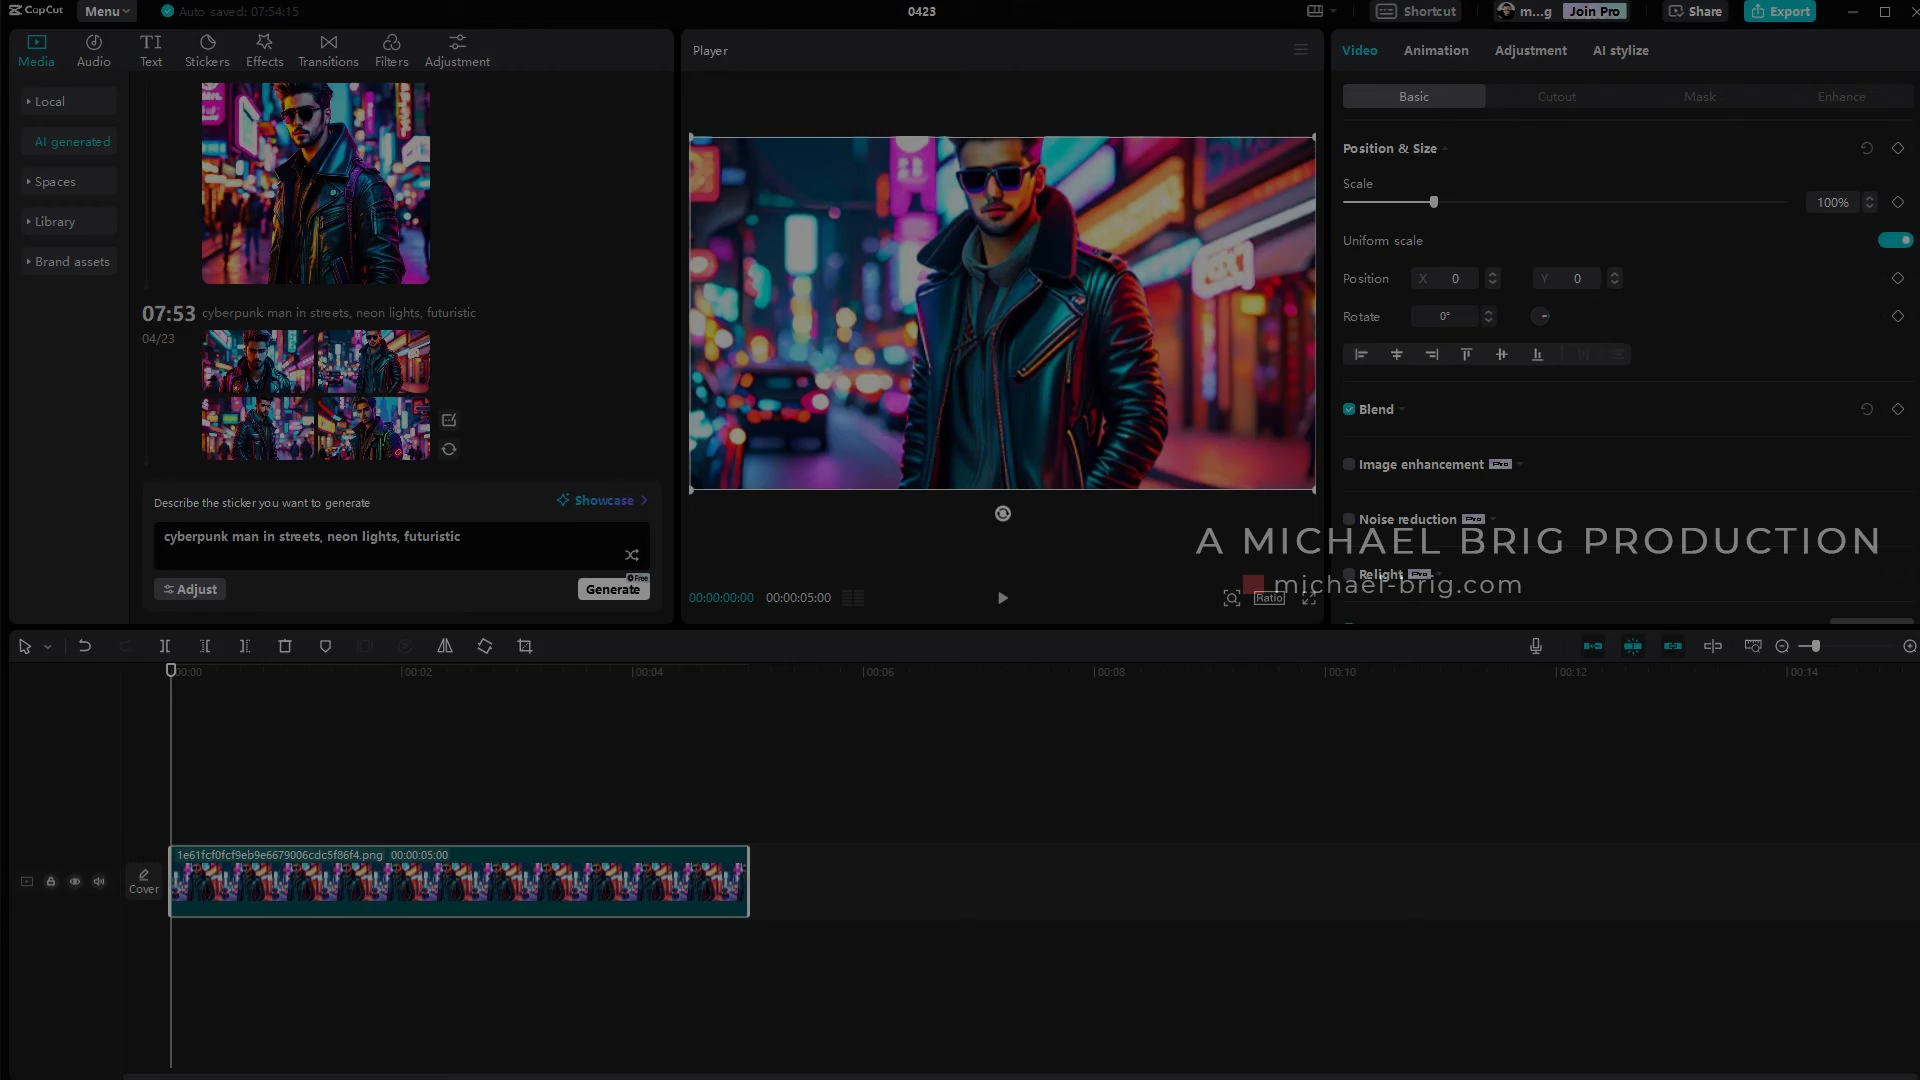 CapCut
Menu
Auto saved: 07:54:15
0423
Shortcut
m...g
Join Pro
Share
Export
Media
Audio
Text
Stickers
Effects
Transitions
Filters
Adjustment
Local
AI generated
Spaces
Library
Brand assets
07:53
cyberpunk man in streets, neon lights, futuristic
04/23
Describe the sticker you want to generate
Showcase
cyberpunk man in streets, neon lights, futuristic
Adjust
Free
Generate
Player
00:00:00:00
00:00:05:00
Ratio
Video
Animation
Adjustment
AI stylize
Basic
Cutout
Mask
Enhance
Position & Size
Scale
100%
Uniform scale
Position
X 0
Y 0
Rotate
0°
Blend
Image enhancement Pro
Noise reduction Pro
A MICHAEL BRIG PRODUCTION
Relight Pro
michael-brig.com
00:00
00:02
00:04
00:06
00:08
00:10
00:12
00:14
1e61fcf0fcf9eb9e6679006cdc5f86f4.png 00:00:05:00
Cover